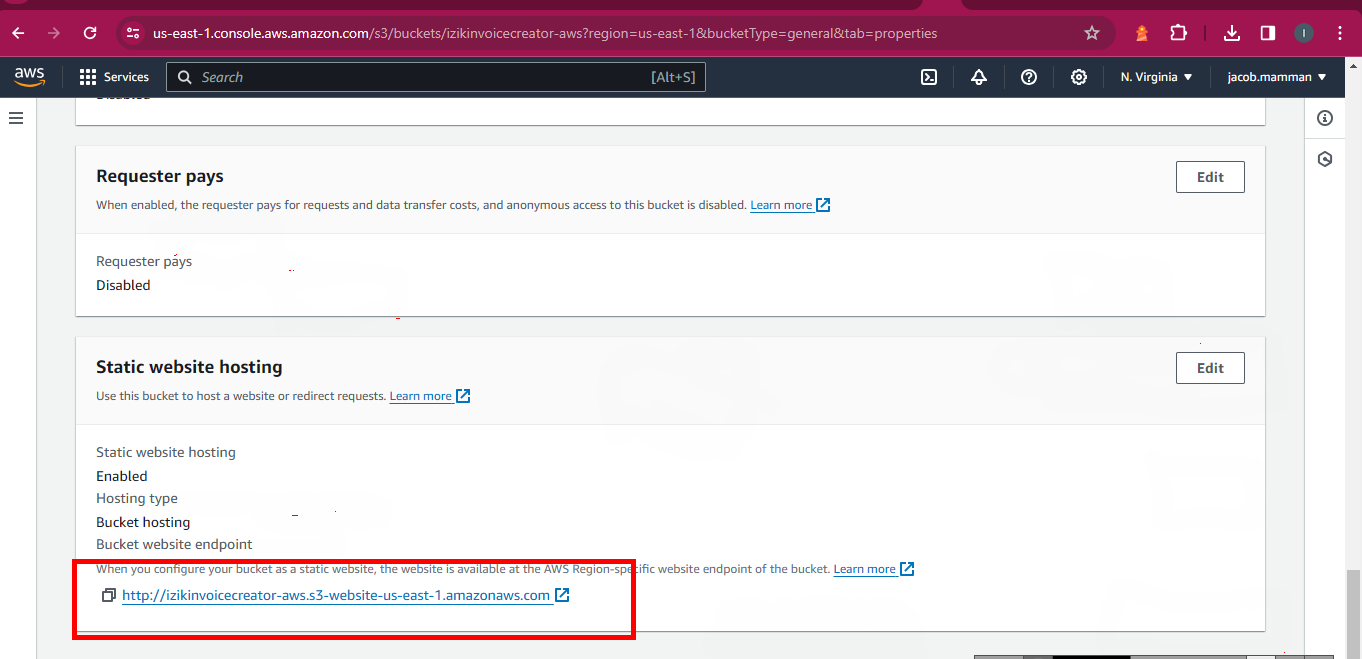 us-east-1.console.aws.amazon.com/s3/buckets/izikinvoicecreator-aws?region=us-east-1&bucketType=general&tab=properties
I
aws
Services
Search
[Alt+S]
N. Virginia
jacob.mamman
Requester pays
Edit
When enabled, the requester pays for requests and data transfer costs, and anonymous access to this bucket is disabled. Learn more
Requester pays
Disabled
Static website hosting
Edit
Use this bucket to host a website or redirect requests. Learn more
Static website hosting
Enabled
Hosting type
Bucket hosting
Bucket website endpoint
When you configure your bucket as a static website, the website is available at the AWS Region-specific website endpoint of the bucket. Learn more
http://izikinvoicecreator-aws.s3-website-us-east-1.amazonaws.com